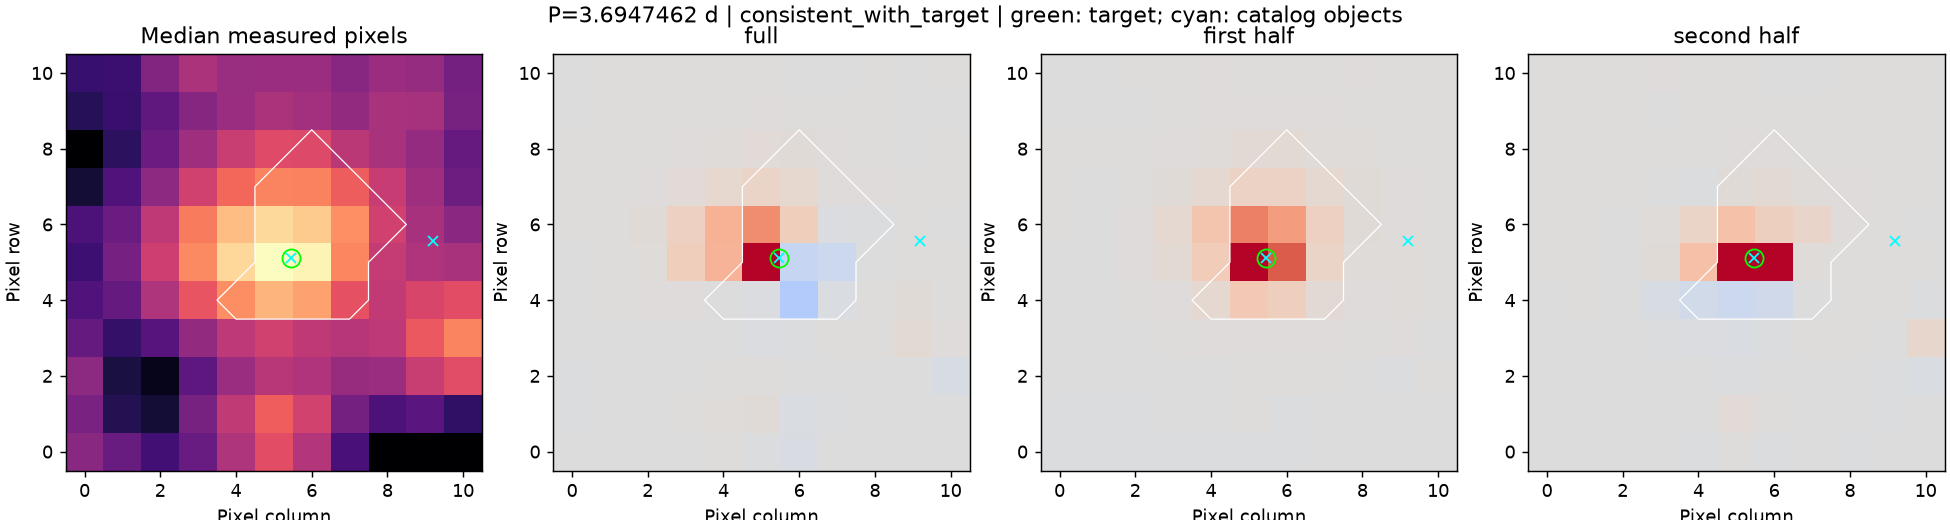 P=3.6947462 d | consistent_with_target | green: target; cyan: catalog objects
Median measured pixels
full
first half
second half
Pixel row
10
8
6
4
2
0
0 2 4 6 8 10
Pixel column
Pixel row
10
8
6
4
2
0
0 2 4 6 8 10
Pixel column
Pixel row
10
8
6
4
2
0
0 2 4 6 8 10
Pixel column
Pixel row
10
8
6
4
2
0
0 2 4 6 8 10
Pixel column